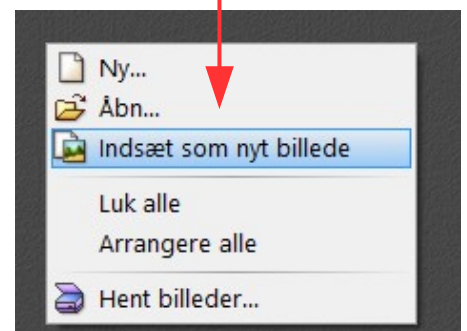 Ny...
Åbn...
Indsæt som nyt billede
Luk alle
Arrangere alle
Hent billeder...